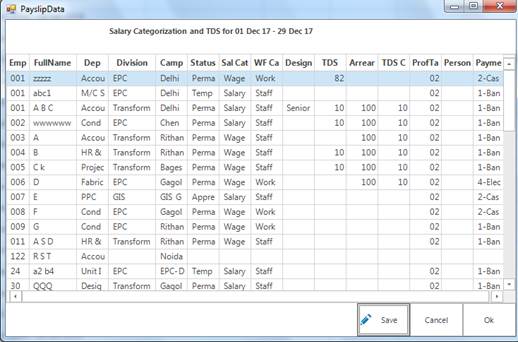 PayslipData
Salary Categorization and TDS for 01 Dec 17 - 29 Dec 17
Emp FullName Dep Division Camp Status Sal Cat WF Ca Design TDS Arrear TDS C ProfTa Person Payme
001 zzzzz Accou EPC Delhi Perma Wage Work 82 02 2-Cas
001 abc1 M/C S EPC Delhi Temp Salary Staff 02 1-Ban
001 A B C Accou Transform Delhi Perma Salary Staff Senior 10 100 10 02 1-Ban
002 wwwwww Cond EPC Chen Perma Salary Staff 10 100 10 02 1-Ban
003 A Accou Transform Rithan Perma Salary Staff 100 10 02 1-Ban
004 B HR & Transform Rithan Perma Wage Staff 10 100 10 02 1-Ban
005 C k Projec Transform Bages Perma Salary Staff 10 100 10 02 1-Ban
006 D Fabric EPC Gagol Perma Wage Work 100 10 02 4-Elec
007 E PPC GIS GIS G Appre Salary Staff 02 2-Cas
008 F Cond EPC Gagol Perma Wage Work 02 2-Cas
009 G Cond EPC Rithan Perma Wage Work 02 1-Ban
011 A S D HR & Transform Rithan Perma Wage Staff 02 1-Ban
122 R S T Accou Noida
24 a2 b4 Unit I EPC EPC-D Temp Salary Staff 02 1-Ban
30 QQQ Desig Transform Gagol Perma Salary Staff 02 1-Ban
Save Cancel Ok